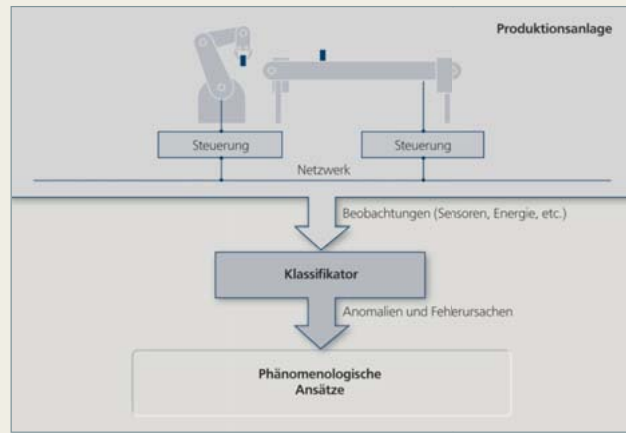 Produktionsanlage
Steuerung
Steuerung
Netzwerk
Beobachtungen (Sensoren, Energie, etc.)
Klassifikator
Anomalien und Fehlerursachen
Phänomenologische
Ansätze